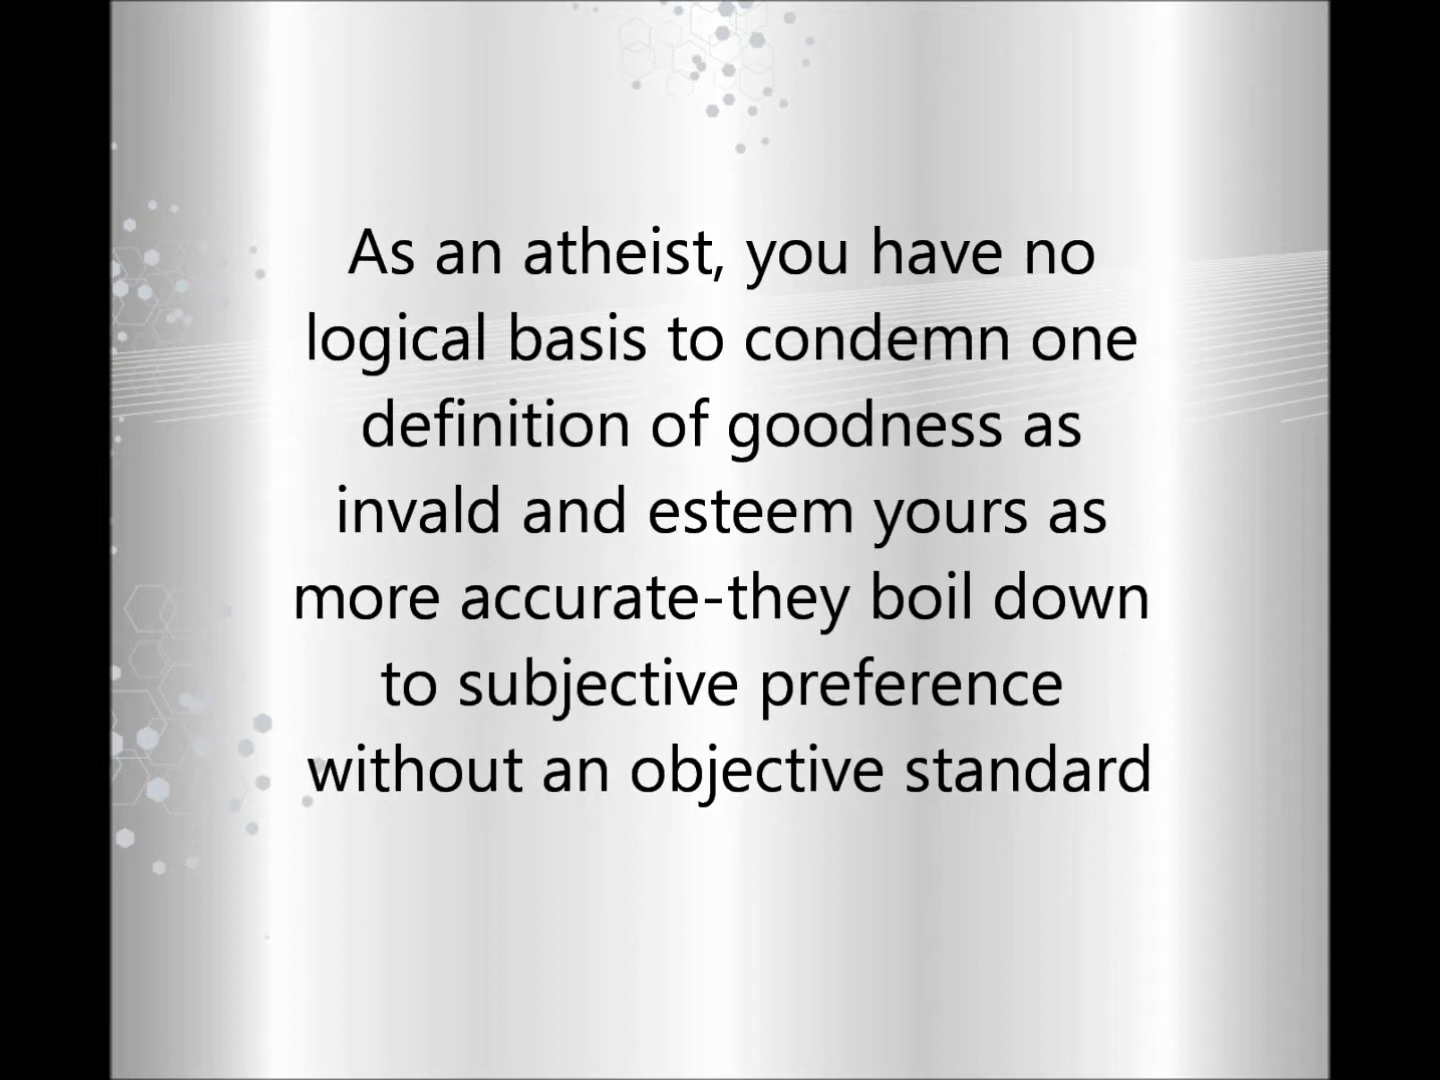 As an atheist, you have no
logical basis to condemn one
definition of goodness as
invald and esteem yours as
more accurate-they boil down
to subjective preference
without an objective standard